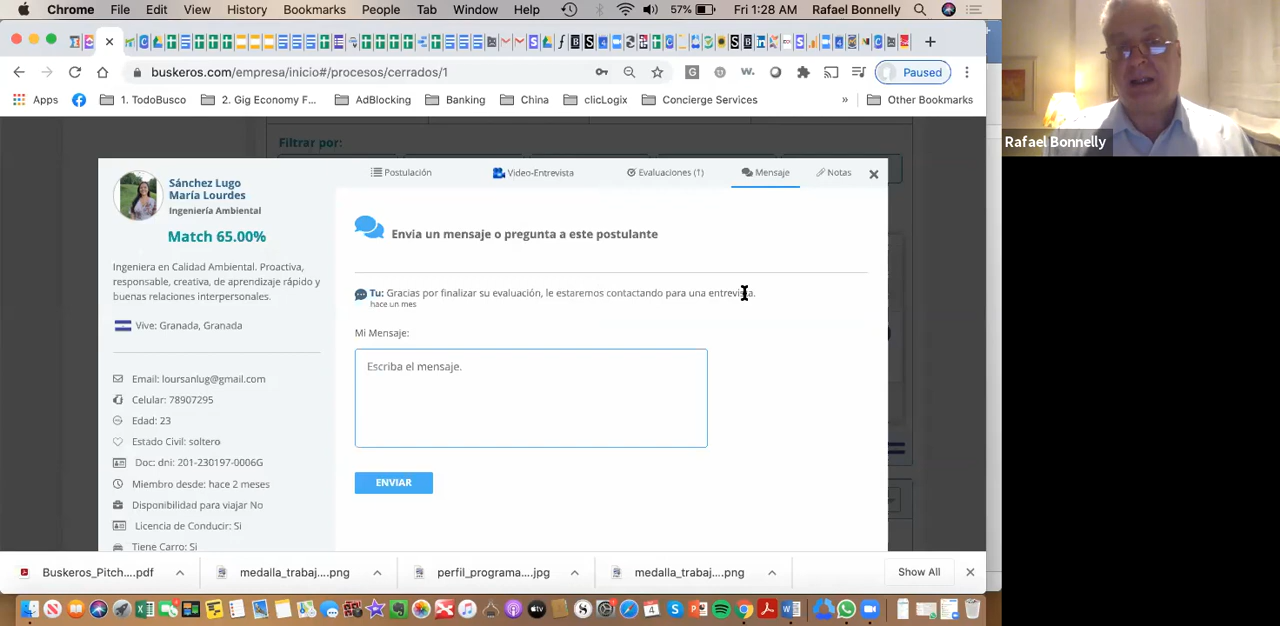 Chrome File Edit View History Bookmarks People Tab Window Help 57% Fri 1:28 AM Rafael Bonnelly
buskeros.com/empresa/inicio#/procesos/cerrados/1 Paused
Apps 1. TodoBusco 2. Gig Economy F... AdBlocking Banking China clicLogix Concierge Services » Other Bookmarks
Rafael Bonnelly
Filtrar por:
Postulación Video-Entrevista Evaluaciones (1) Mensaje Notas
Sánchez Lugo
María Lourdes
Ingeniería Ambiental
Match 65.00%
Ingeniera en Calidad Ambiental. Proactiva,
responsable, creativa, de aprendizaje rápido y
buenas relaciones interpersonales.
Vive: Granada, Granada
Email: loursanlug@gmail.com
Celular: 78907295
Edad: 23
Estado Civil: soltero
Doc: dni: 201-230197-0006G
Miembro desde: hace 2 meses
Disponibilidad para viajar No
Licencia de Conducir: Si
Tiene Carro: Si
Envia un mensaje o pregunta a este postulante
Tu: Gracias por finalizar su evaluación, le estaremos contactando para una entrevista.
hace un mes
Mi Mensaje:
Escriba el mensaje.
ENVIAR
Buskeros_Pitch....pdf medalla_trabaj....png perfil_programa....jpg medalla_trabaj....png Show All